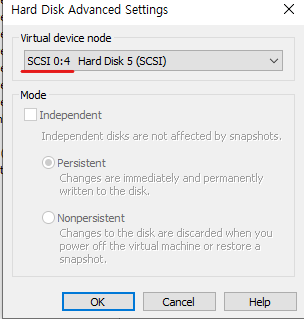 Hard Disk Advanced Settings
Virtual device node
SCSI 0:4 Hard Disk 5 (SCSI)
Mode
Independent
Independent disks are not affected by snapshots.
Persistent
Changes are immediately and permanently
written to the disk.
Nonpersistent
Changes to the disk are discarded when you
power off the virtual machine or restore a
snapshot.
OK
Cancel
Help